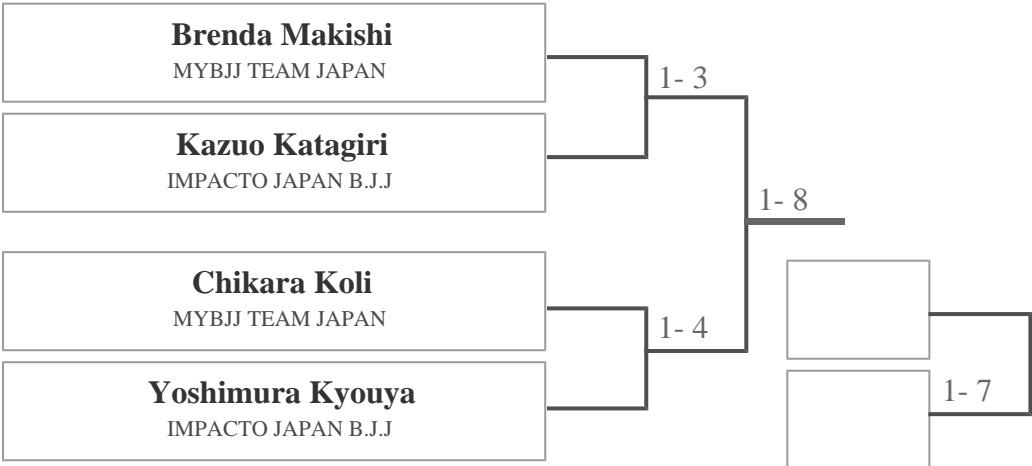 Brenda Makishi
MYBJJ TEAM JAPAN
1- 3
Kazuo Katagiri
IMPACTO JAPAN B.J.J
1- 8
Chikara Koli
MYBJJ TEAM JAPAN
1- 4
Yoshimura Kyouya
IMPACTO JAPAN B.J.J
1- 7